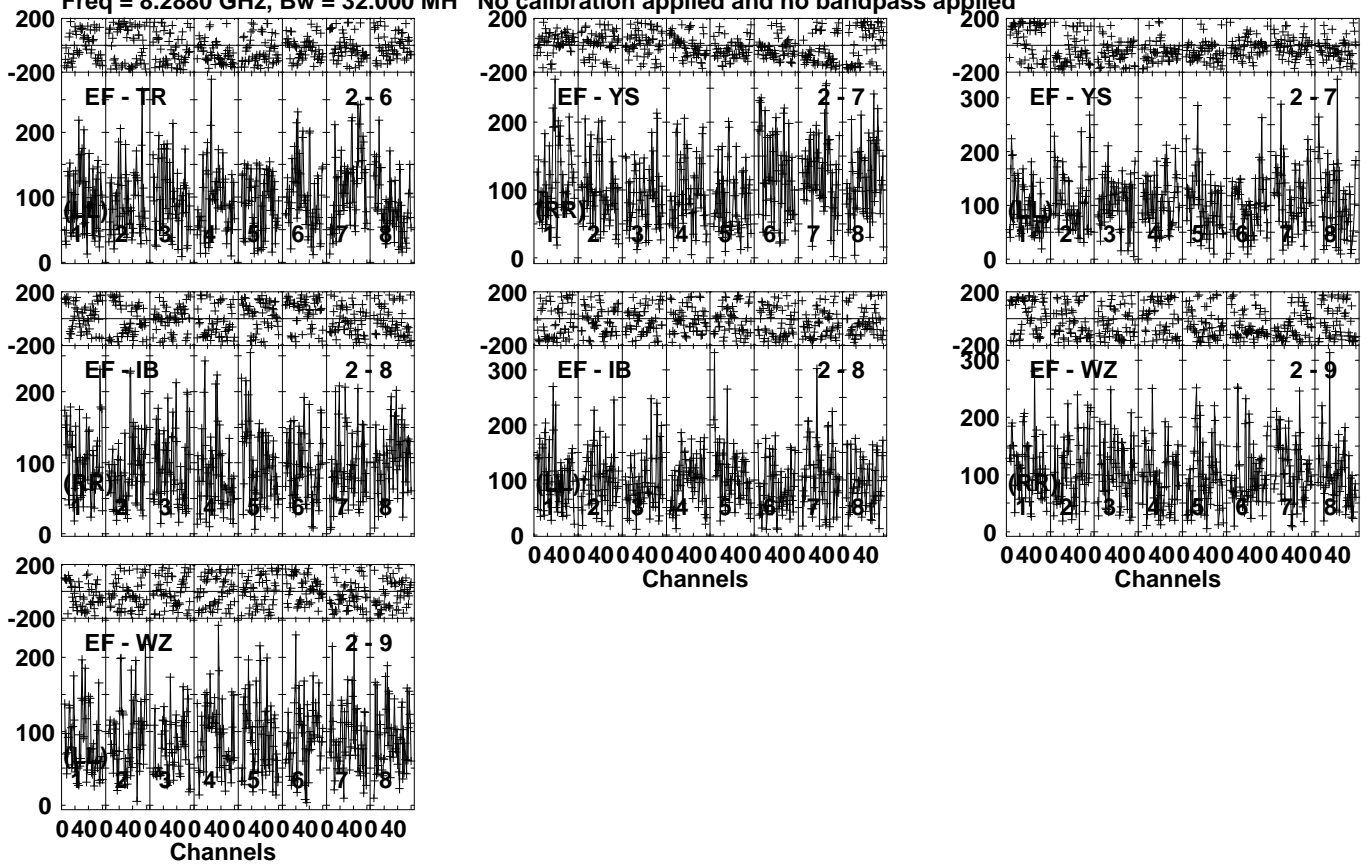 Freq = 8.2880 GHz, Bw = 32.000 MH No calibration applied and no bandpass applied
200
-200
EF - TR 2 - 6
200
100
(LL)
1 2 3 4 5 6 7 8
0
200
-200
EF - YS 2 - 7
200
100
(RR)
1 2 3 4 5 6 7 8
0
200
-200
300
EF - YS 2 - 7
200
100
(LL)
1 2 3 4 5 6 7 8
0
200
-200
EF - IB 2 - 8
200
100
(RR)
1 2 3 4 5 6 7 8
0
200
-200
300
EF - IB 2 - 8
200
100
(LL)
1 2 3 4 5 6 7 8
0
0 40 0 40 0 40 0 40 0 40 0 40 0 40 0 40
Channels
200
-200
300
EF - WZ 2 - 9
200
100
(RR)
1 2 3 4 5 6 7 8
0
0 40 0 40 0 40 0 40 0 40 0 40 0 40 0 40
Channels
200
-200
EF - WZ 2 - 9
200
100
(LL)
1 2 3 4 5 6 7 8
0
0 40 0 40 0 40 0 40 0 40 0 40 0 40 0 40
Channels